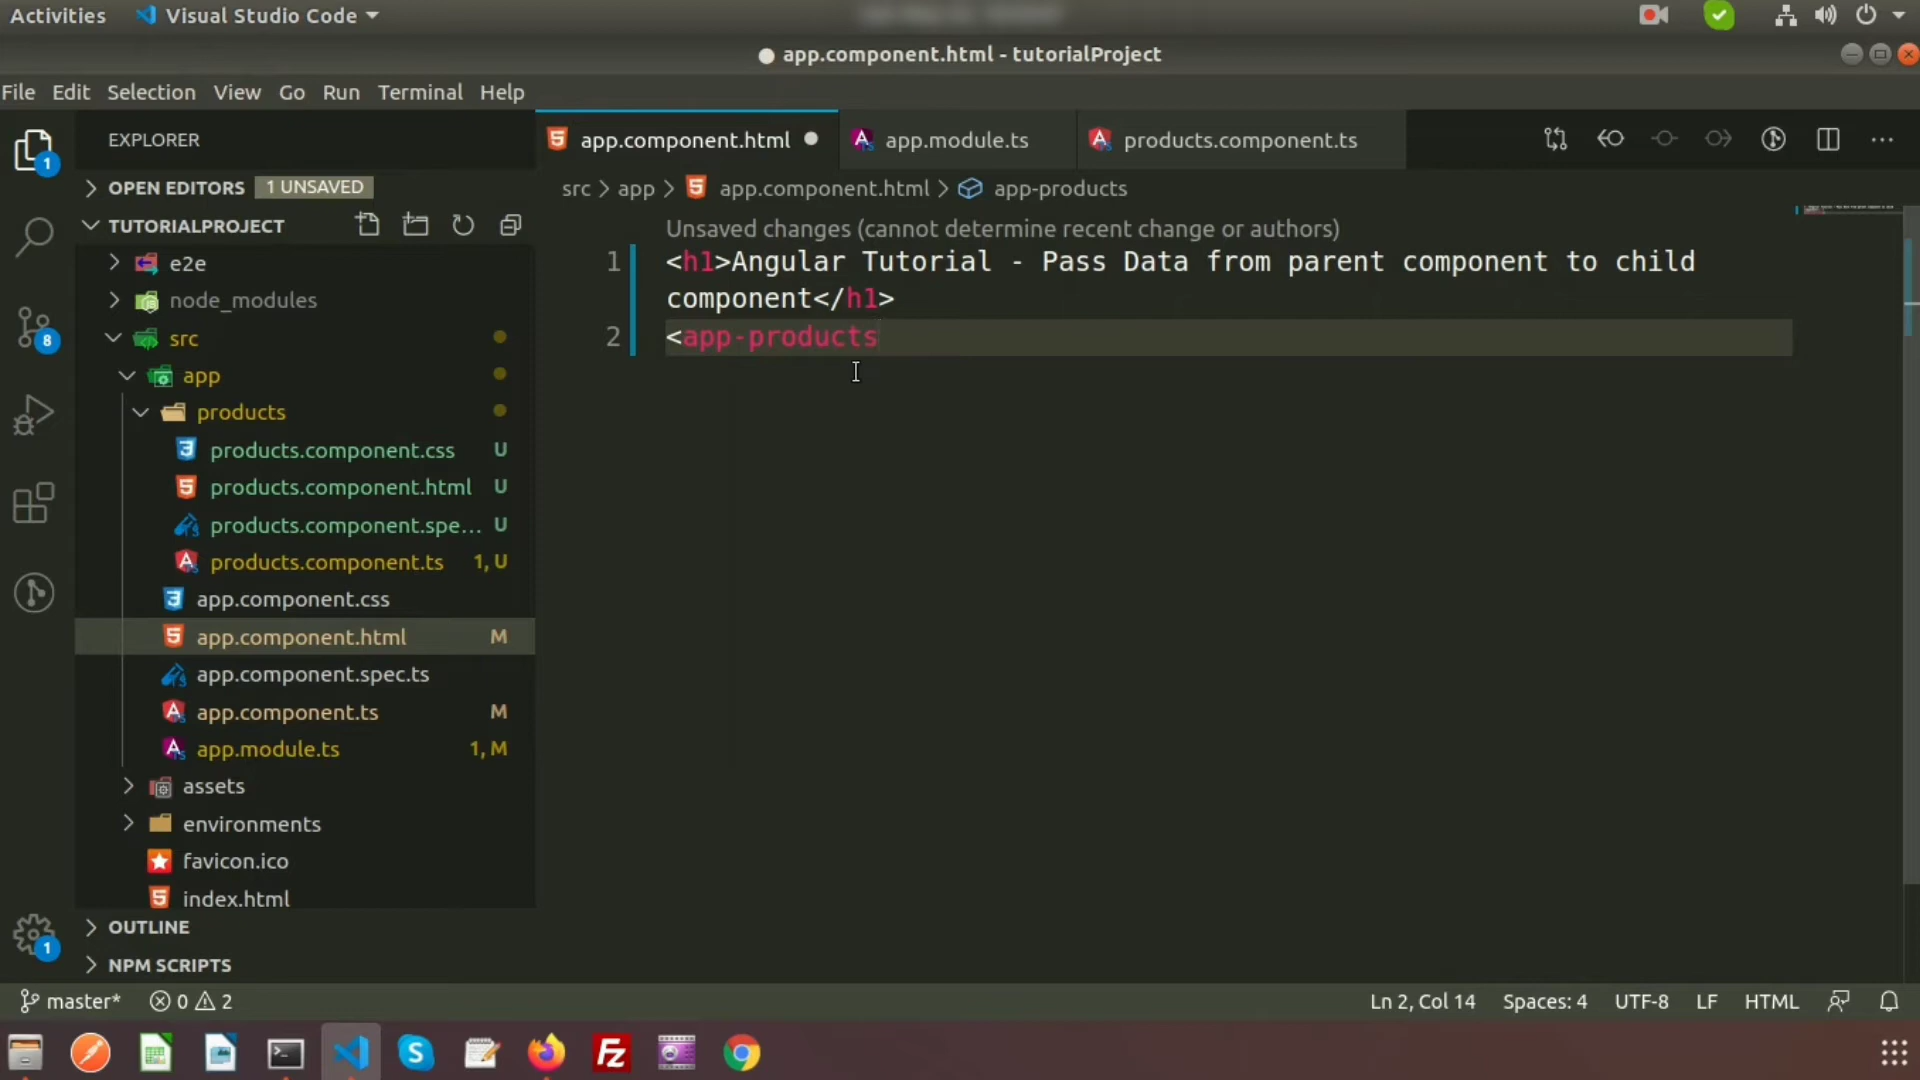 Activities
Visual Studio Code
app.component.html - tutorialProject
File Edit Selection View Go Run Terminal Help
EXPLORER
app.component.html
app.module.ts
products.component.ts
1
OPEN EDITORS
1 UNSAVED
src
app
app.component.html
app-products
TUTORIALPROJECT
Unsaved changes (cannot determine recent change or authors)
1
<h1>Angular Tutorial - Pass Data from parent component to child
component</h1>
2
<app-products
e2e
node_modules
8
src
app
products
products.component.css U
products.component.html U
products.component.spe... U
products.component.ts 1, U
app.component.css
app.component.html M
app.component.spec.ts
app.component.ts M
app.module.ts 1, M
assets
environments
favicon.ico
index.html
1
OUTLINE
NPM SCRIPTS
master*
0
2
Ln 2, Col 14
Spaces: 4
UTF-8
LF
HTML